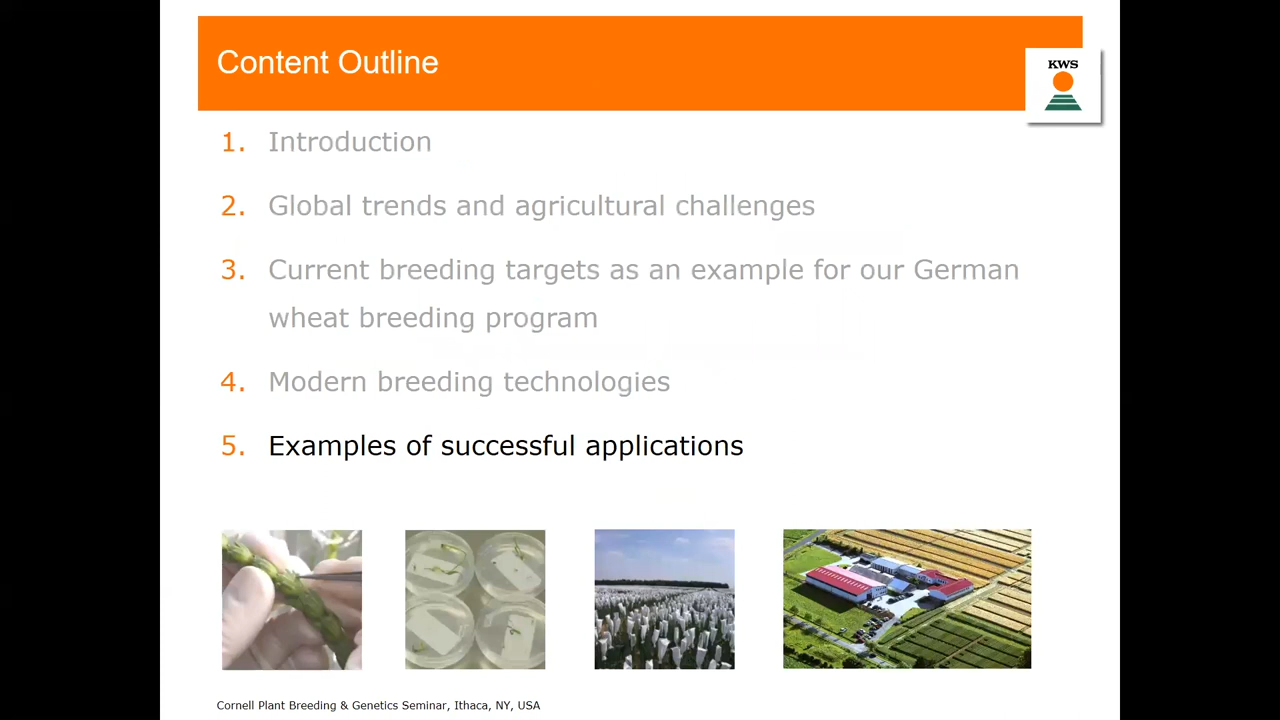 Content Outline
KWS
1. Introduction
2. Global trends and agricultural challenges
3. Current breeding targets as an example for our German
wheat breeding program
4. Modern breeding technologies
5. Examples of successful applications
Cornell Plant Breeding & Genetics Seminar, Ithaca, NY, USA